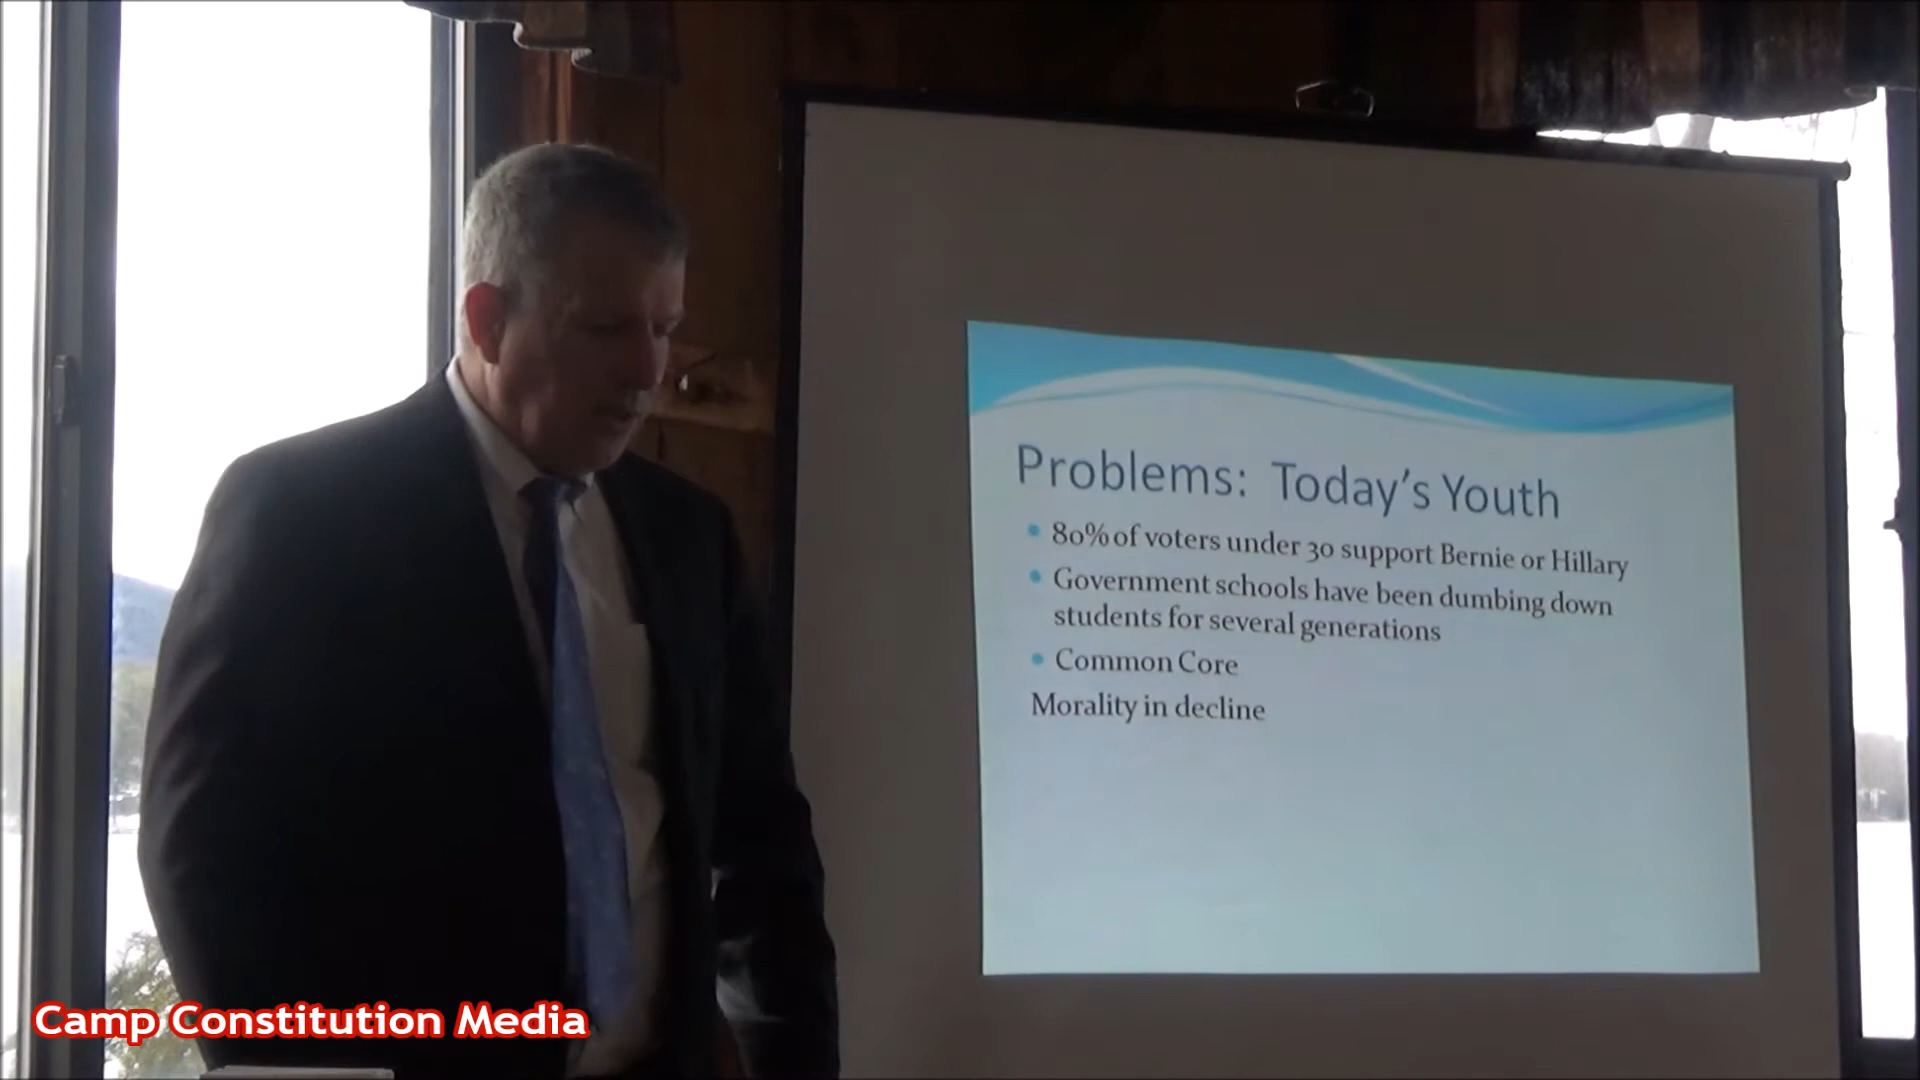 Problems: Today's Youth
80% of voters under 30 support Bernie or Hillary
Government schools have been dumbing down
students for several generations
Common Core
Morality in decline
Camp Constitution Media